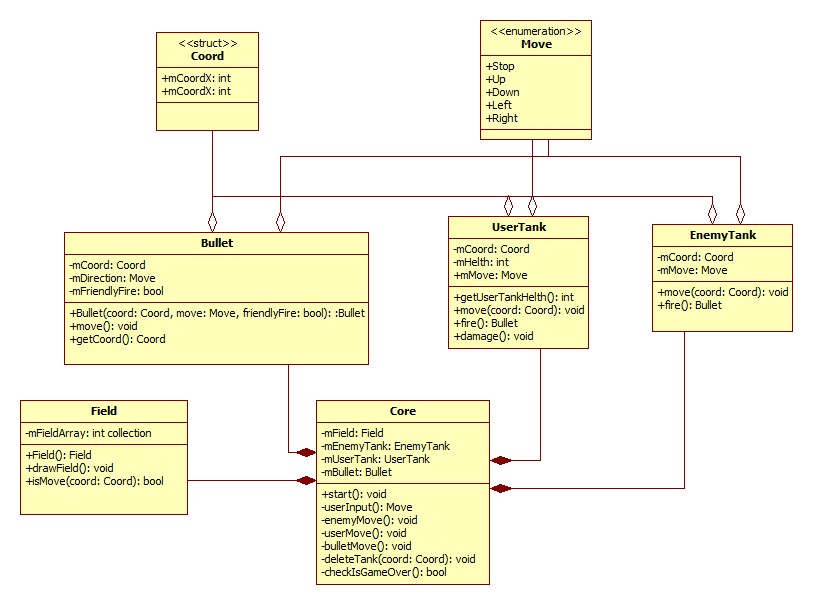 <<struct>>
Coord
+mCoordX: int
+mCoordX: int
<<enumeration>>
Move
+Stop
+Up
+Down
+Left
+Right
Bullet
-mCoord: Coord
-mDirection: Move
-mFriendlyFire: bool
+Bullet(coord: Coord, move: Move, friendlyFire: bool): :Bullet
+move(): void
+getCoord(): Coord
UserTank
-mCoord: Coord
-mHelth: int
+mMove: Move
+getUserTankHelth(): int
+move(coord: Coord): void
+fire(): Bullet
+damage(): void
EnemyTank
-mCoord: Coord
-mMove: Move
+move(coord: Coord): void
+fire(): Bullet
Field
-mFieldArray: int collection
+Field(): Field
+drawField(): void
+isMove(coord: Coord): bool
Core
-mField: Field
-mEnemyTank: EnemyTank
-mUserTank: UserTank
-mBullet: Bullet
+start(): void
-userInput(): Move
-enemyMove(): void
-userMove(): void
-bulletMove(): void
-deleteTank(coord: Coord): void
-checkIsGameOver(): bool